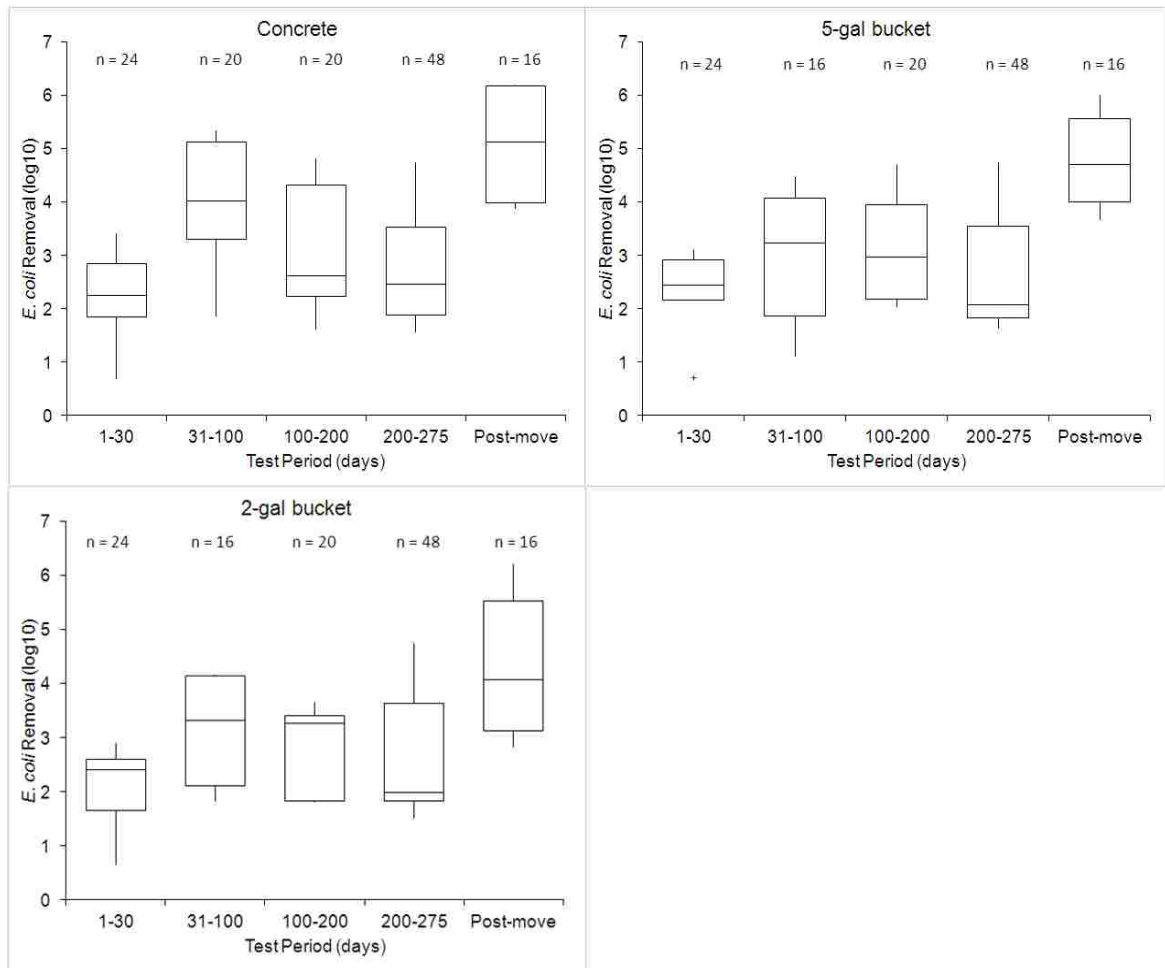 Concrete
n = 24 n = 20 n = 20 n = 48 n = 16
7
6
5
4
3
2
1
0
E. coli Removal (log10)
1-30 31-100 100-200 200-275 Post-move
Test Period (days)
5-gal bucket
n = 24 n = 16 n = 20 n = 48 n = 16
7
6
5
4
3
2
1
0
E. coli Removal (log10)
1-30 31-100 100-200 200-275 Post-move
Test Period (days)
2-gal bucket
n = 24 n = 16 n = 20 n = 48 n = 16
7
6
5
4
3
2
1
0
E. coli Removal (log10)
1-30 31-100 100-200 200-275 Post-move
Test Period (days)